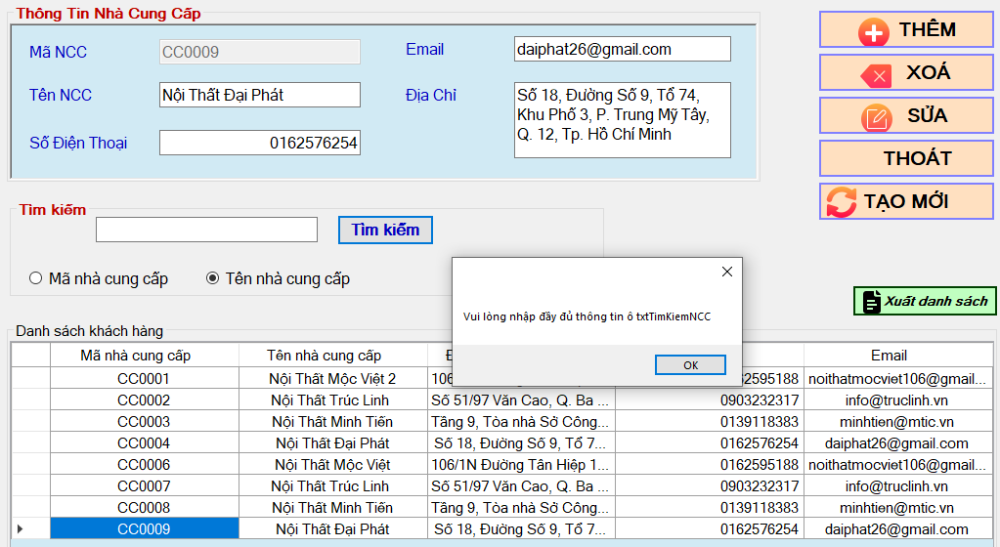 Thông Tin Nhà Cung Cấp
Mã NCC
CC0009
Email
daiphat26@gmail.com
Tên NCC
Nội Thất Đại Phát
Địa Chỉ
Số 18, Đường Số 9, Tổ 74,
Khu Phố 3, P. Trung Mỹ Tây,
Q. 12, Tp. Hồ Chí Minh
Số Điện Thoại
0162576254
THÊM
XOÁ
SỬA
THOÁT
TẠO MỚI
Tìm kiếm
Tìm kiếm
Mã nhà cung cấp
Tên nhà cung cấp
Vui lòng nhập đầy đủ thông tin ô txtTimKiemNCC
OK
Xuất danh sách
Danh sách khách hàng
Mã nhà cung cấp Tên nhà cung cấp Email
CC0001 Nội Thất Mộc Việt 2 106/ 62595188 noithatmocviet106@gmail...
CC0002 Nội Thất Trúc Linh Số 51/97 Văn Cao, Q. Ba ... 0903232317 info@truclinh.vn
CC0003 Nội Thất Minh Tiến Tầng 9, Tòa nhà Sở Công... 0139118383 minhtien@mtic.vn
CC0004 Nội Thất Đại Phát Số 18, Đường Số 9, Tổ 7... 0162576254 daiphat26@gmail.com
CC0006 Nội Thất Mộc Việt 106/1N Đường Tân Hiệp 1... 0162595188 noithatmocviet106@gmail...
CC0007 Nội Thất Trúc Linh Số 51/97 Văn Cao, Q. Ba ... 0903232317 info@truclinh.vn
CC0008 Nội Thất Minh Tiến Tầng 9, Tòa nhà Sở Công... 0139118383 minhtien@mtic.vn
CC0009 Nội Thất Đại Phát Số 18, Đường Số 9, Tổ 7... 0162576254 daiphat26@gmail.com